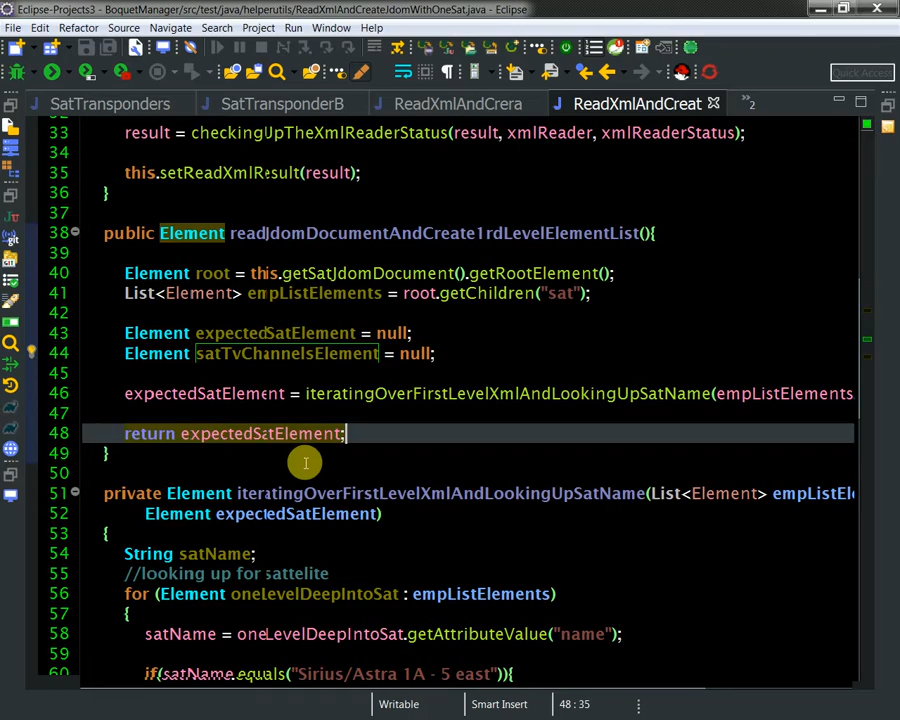 Eclipse-Projects3 - BoquetManager/src/test/java/helperutils/ReadXmlAndCreateJdomWithOneSat.java - Eclipse
File Edit Refactor Source Navigate Search Project Run Window Help
Quick Access
SatTransponders SatTransponderB ReadXmlAndCrera ReadXmlAndCreat 2
33 result = checkingUpTheXmlReaderStatus(result, xmlReader, xmlReaderStatus);
34
35 this.setReadXmlResult(result);
36 }
37
38 public Element readJdomDocumentAndCreate1rdLevelElementList(){
39
40 Element root = this.getSatJdomDocument().getRootElement();
41 List<Element> empListElements = root.getChildren("sat");
42
43 Element expectedSatElement = null;
44 Element satTvChannelsElement = null;
45
46 expectedSatElement = iteratingOverFirstLevelXmlAndLookingUpSatName(empListElements,
47
48 return expectedSatElement;
49 }
50
51 private Element iteratingOverFirstLevelXmlAndLookingUpSatName(List<Element> empListEle
52 Element expectedSatElement)
53 {
54 String satName;
55 //looking up for sattelite
56 for (Element oneLevelDeepIntoSat : empListElements)
57 {
58 satName = oneLevelDeepIntoSat.getAttributeValue("name");
59
60 if(satName.equals("Sirius/Astra 1A - 5 east")){
Writable Smart Insert 48 : 35